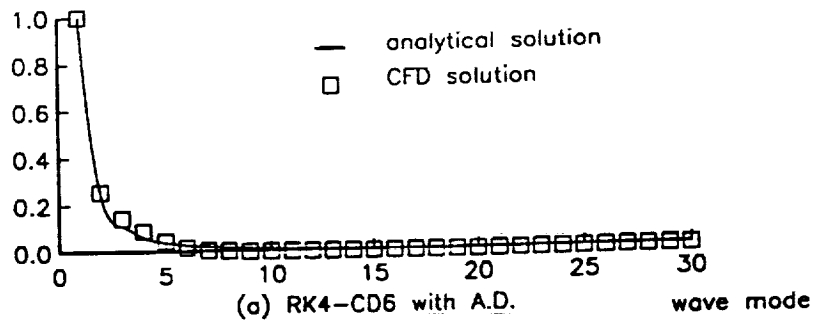 1.0
0.8
0.6
0.4
0.2
0.0
analytical solution
CFD solution
0 5 10 15 20 25 30
(a) RK4-CD6 with A.D.
wave mode